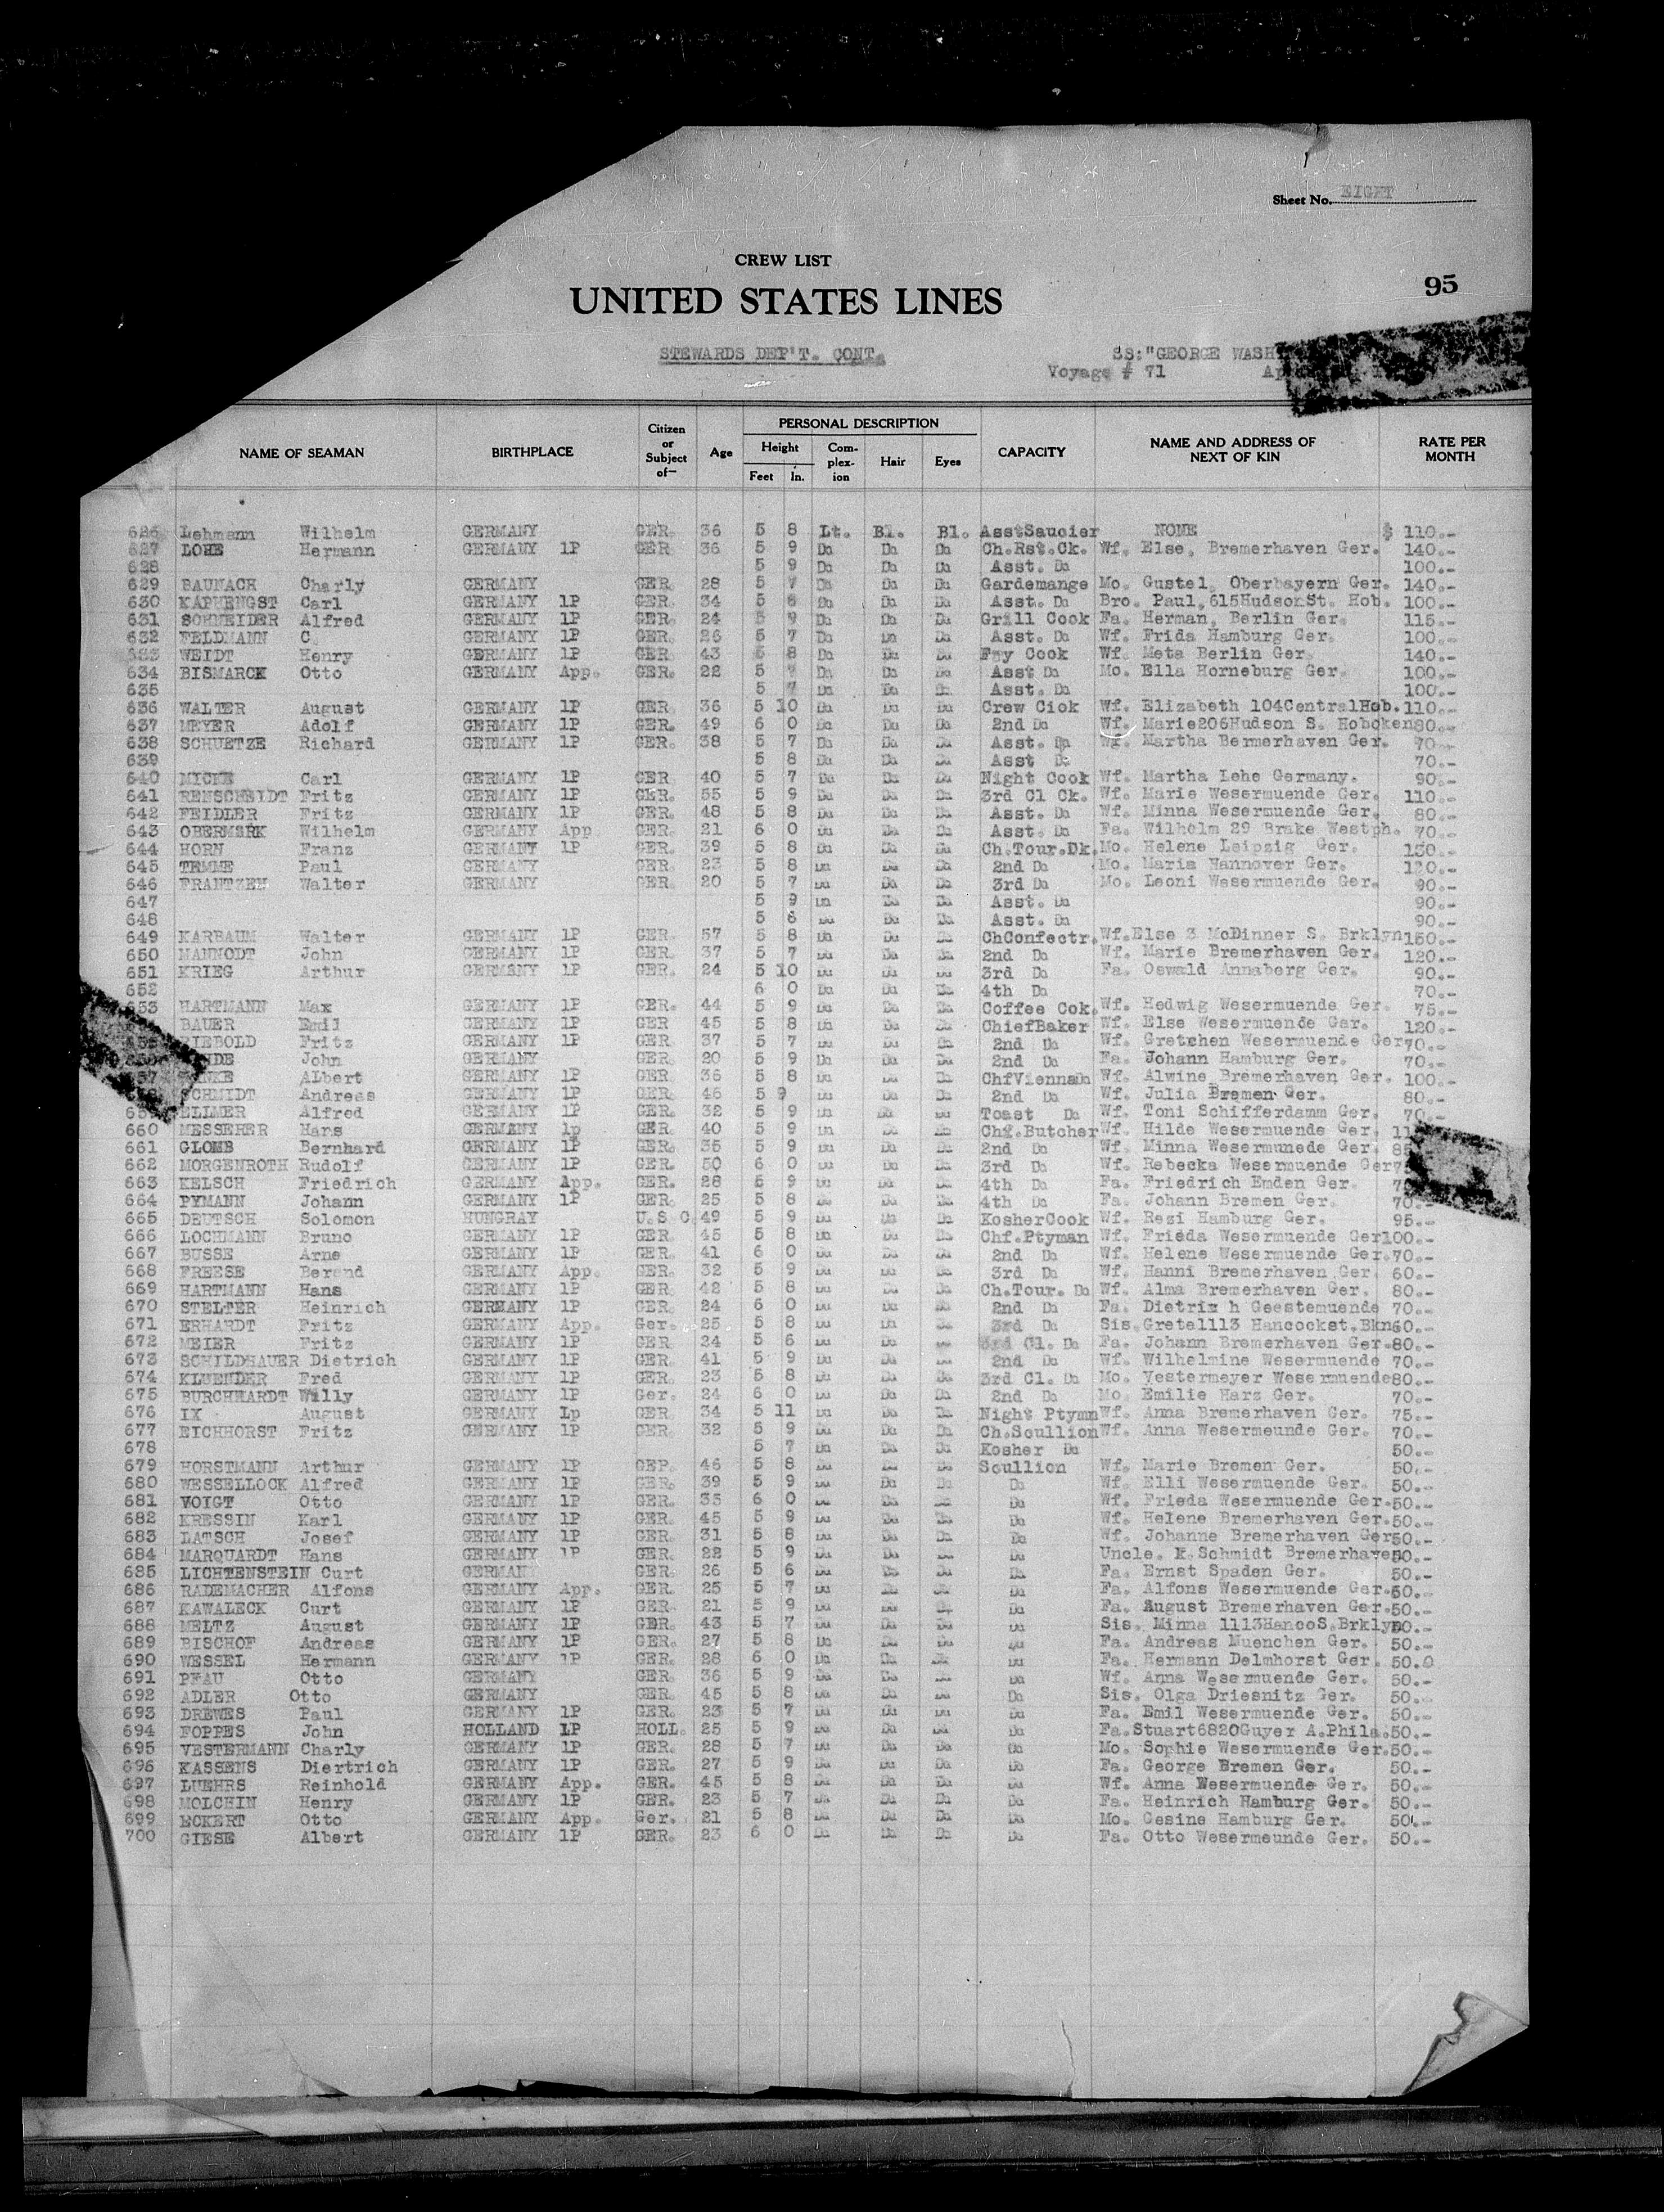 Sheet No. EIGHT
CREW LIST
95
UNITED STATES LINES
STEWARDS DEP'T. CONT. SS:"GEORGE WASH
Voyage # 71
NAME OF SEAMAN BIRTHPLACE Citizen or Subject of— Age PERSONAL DESCRIPTION Height Feet In. Com-plex-ion Hair Eyes CAPACITY NAME AND ADDRESS OF NEXT OF KIN RATE PER MONTH
626 Lehmann Wilhelm GERMANY GER. 36 5 8 Lt. Bl. Bl. AsstSaucier NONE $ 110.-
627 LOHE Hermann GERMANY 1P GER 36 5 9 Do Do Do Ch.Rst.Ck. Wf. Else, Bremerhaven Ger. 140.-
628 5 9 Do Do Do Asst. Do 100.-
629 BAUNACH Charly GERMANY GER. 28 5 7 Do Do Do Gardemange Mo. Gustel, Oberbayern Ger. 140.-
630 KAPHENGST Carl GERMANY 1P GER. 34 5 8 Do Do Do Asst. Do Bro. Paul,615HudsonSt. Hob. 100.-
631 SCHNEIDER Alfred GERMANY 1P GER. 24 5 9 Do Do Do Grill Cook Fa. Herman, Berlin Ger. 115.-
632 FELDMANN C. GERMANY 1P GER. 26 5 7 Do Do Do Asst. Do Wf. Frida Hamburg Ger. 100.-
633 WEIDT Henry GERMANY 1P GER 43 5 8 Do Do Do Fry Cook Wf. Meta Berlin Ger. 140.-
634 BISMARCK Otto GERMANY App. GER. 22 5 7 Do Do Do Asst Do Mo. Ella Horneburg Ger. 100.-
635 5 7 Do Do Do Asst. Do 100.-
636 WALTER August GERMANY 1P GER 36 5 10 Do Do Do Crew Ciok Wf. Elizabeth 104CentralHob. 110.-
637 MEYER Adolf GERMANY 1P GER. 49 6 0 Do Do Do 2nd Do Wf. Marie206Hudson S. Hoboken 80.-
638 SCHUETZE Richard GERMANY 1P GER. 38 5 7 Do Do Do Asst. Do Wf. Martha Bermerhaven Ger. 70.-
639 5 8 Do Do Do Asst Do 70.-
640 Carl GERMANY 1P GER 40 5 7 Do Do Do Night Cook Wf. Martha Lehe Germany. 90.-
641 RENSCHEIDT Fritz GERMANY 1P GER. 55 5 9 Do Do Do 3rd Cl Ck. Wf. Marie Wesermuende Ger. 110.-
642 FEIDLER Fritz GERMANY 1P GER. 48 5 8 Do Do Do Asst. Do Wf. Minna Wesermuende Ger. 80.-
643 OBERMARK Wilhelm GERMANY App GER. 21 6 0 Do Do Do Asst. Do Fa. Wilhelm 29 Brake Westph. 70.-
644 HORN Franz GERMANY 1P GER. 39 5 8 Do Do Do Ch.Tour.Dk. Mo. Helene Leipzig Ger. 150.-
645 TEMME Paul GERMANY GER. 23 5 8 Do Do Do 2nd Do Mo. Maria Hannover Ger. 120.-
646 FRANTZEN Walter GERMANY GER. 20 5 7 Do Do Do 3rd Do Mo. Leoni Wesermuende Ger. 90.-
647 5 9 Do Do Do Asst. Do 90.-
648 5 6 Do Do Do Asst. Do 90.-
649 KARBAUM Walter GERMANY 1P GER 57 5 8 Do Do Do ChConfectr. Wf.Else 3 McDinner S. Brklyn 150.-
650 MANNODT John GERMANY 1P GER. 37 5 7 Do Do Do 2nd Do Wf. Marie Bremerhaven Ger. 120.-
651 KRIEG Arthur GERMANY 1P GER. 24 5 10 Do Do Do 3rd Do Fa. Oswald Annaberg Ger. 90.-
652 6 0 Do Do Do 4th Do 70.-
653 HARTMANN Max GERMANY 1P GER. 44 5 9 Do Do Do Coffee Cok. Wf. Hedwig Wesermuende Ger. 75.-
BAUER Emil GERMANY 1P GER 45 5 8 Do Do Do ChiefBaker Wf. Else Wesermuende Ger. 120.-
RIEBOLD Fritz GERMANY 1P GER 37 5 7 Do Do Do 2nd Do Wf. Gretchen Wesermuende Ger 70.-
John GERMANY GER. 20 5 9 Do Do Do 2nd Do Fa. Johann Hamburg Ger. 70.-
57 ALbert GERMANY 1P GER. 36 5 8 Do Do Do ChfViennaDo Wf. Alwine Bremerhaven Ger. 100.-
SCHMIDT Andreas GERMANY 1P GER. 46 5 9 Do Do Do 2nd Do Wf. Julia Bremen Ger. 80.-
65 ELLMER Alfred GERMANY 1P GER. 32 5 9 Do Do Do Toast Do Wf. Toni Schifferdamm Ger. 70.-
660 MESSEHER Hans GERMANY 1p GER. 40 5 9 Do Do Do Chf.Butcher Wf. Hilde Wesermuende Ger. 11
661 GLOMB Bernhard GERMANY 1P GER. 35 5 9 Do Do Do 2nd Do Wf. Minna Wesermunede Ger. 8
662 MORGENROTH Rudolf GERMANY 1P GER. 50 6 0 Do Do Do 3rd Do Wf. Rebecka Wesermuende Ger 7
663 KELSCH Friedrich GERMANY App. GER. 28 5 9 Do Do Do 4th Do Fa. Friedrich Emden Ger. 7
664 PYMANN Johann GERMANY 1P GER. 25 5 8 Do Do Do 4th Do Fa. Johann Bremen Ger. 70.-
665 DEUTSCH Solomon HUNGRAY U.S C. 49 5 9 Do Do Do KosherCook Wf. Resi Hamburg Ger. 95.-
666 LOCHMANN Bruno GERMANY 1P GER. 45 5 8 Do Do Do Chf.Ptyman Wf. Frieda Wesermuende Ger 100.-
667 BUSSE Arne GERMANY 1P GER. 41 6 0 Do Do Do 2nd Do Wf. Helene Wesermuende Ger. 70.-
668 FREESE Berend GERMANY App. GER. 32 5 9 Do Do Do 3rd Do Wf. Hanni Bremerhaven Ger. 60.-
669 HARTMANN Hans GERMANY 1P GER 42 5 8 Do Do Do Ch.Tour. Do Wf. Alma Bremerhaven Ger. 80.-
670 STELTER Heinrich GERMANY 1P GER. 24 6 0 Do Do Do 2nd Do Fa. Dietrix h Geestemuende 70.-
671 ERHARDT Fritz GERMANY App. Ger. 25 5 8 Do Do Do 3rd Do Sis.Grete1113 Hancockst.Bkn 60.-
672 MEIER Fritz GERMANY 1P GER 24 5 6 Do Do Do 3rd Cl. Do Fa. Johann Bremerhaven Ger. 80.-
673 SCHILDHAUER Dietrich GERMANY 1P GER. 41 5 9 Do Do Do 2nd Do Wf. Wilhelmine Wesermuende 70.-
674 KLUENDER Fred GERMANY 1P GER. 23 5 8 Do Do Do 3rd Cl. Do Mo. Vestermeyer Wesermuende 80.-
675 BURCHHARDT Willy GERMANY 1P Ger. 24 6 0 Do Do Do 2nd Do Mo. Emilie Harz Ger. 70.-
676 IX August GERMANY Lp GER 34 5 11 Do Do Do Night Ptymn Wf. Anna Bremerhaven Ger. 75.-
677 EICHHORST Fritz GERMANY 1P GER. 32 5 9 Do Do Do Ch.Scullion Wf. Anna Wesermeunde Ger. 70.-
678 5 7 Do Do Do Kosher Do 50.-
679 HORSTMANN Arthur GERMANY 1P GEP. 46 5 8 Do Do Do Scullion Wf. Marie Bremen Ger. 50.-
680 WESSELLOCK Alfred GERMANY 1P GER. 39 5 9 Do Do Do Do Wf. Elli Wesermuende Ger. 50.-
681 VOIGT Otto GERMANY 1P GER. 35 6 0 Do Do Do Do Wf. Frieda Wesermuende Ger. 50.-
682 KRESSIN Karl GERMANY 1P GER. 45 5 9 Do Do Do Do Wf. Helene Bremerhaven Ger. 50.-
683 LATSCH Josef GERMANY 1P GER. 31 5 8 Do Do Do Do Wf. Johanne Bremerhaven Ger 50.-
684 MARQUARDT Hans GERMANY 1P GER. 22 5 9 Do Do Do Do Uncle. K.Schmidt Bremerhaven 50.-
685 LICHTENSTEIN Curt GERMAN GER. 26 5 6 Do Do Do Do Fa. Ernst Spaden Ger. 50.-
686 RADEMACHER Alfons GERMANY App. GER. 25 5 7 Do Do Do Do Fa. Alfons Wesermuende Ger. 50.-
687 KAWALECK Curt GERMANY 1P GER. 21 5 9 Do Do Do Do Fa. August Bremerhaven Ger. 50.-
688 MELTZ August GERMANY 1P GER. 43 5 7 Do Do Do Do Sis. Minna 1113HancoS.Brklyn 50.-
689 BISCHOF Andreas GERMANY 1P GER. 27 5 8 Do Do Do Do Fa. Andreas Muenchen Ger. 50.-
690 WESSEL Hermann GERMANY 1P GER. 28 6 0 Do Do Do Do Fa. Hermann Delmhorst Ger. 50.0
691 PFAU Otto GERMANY GER. 36 5 9 Do Do Do Do Wf. Anna Wesermuende Ger. 50.-
692 ADLER Otto GERMANY GER. 45 5 8 Do Do Do Do Sis. Olga Driesnitz Ger. 50.-
693 DREWES Paul GERMANY 1P GER. 23 5 7 Do Do Do Do Fa. Emil Wesermuende Ger. 50.-
694 FOPPES John HOLLAND 1P HOLL. 25 5 9 Do Do Do Do Fa.Stuart6820Guyer A.Phila. 50.-
695 VESTERMANN Charly GERMANY 1P GER. 28 5 7 Do Do Do Do Mo. Sophie Wesermuende Ger. 50.-
696 KASSENS Diertrich GERMANY 1P GER. 27 5 9 Do Do Do Do Fa. George Bremen Ger. 50.-
697 LUEHRS Reinhold GERMANY App. GER. 45 5 8 Do Do Do Do Wf. Anna Wesermuende Ger. 50.-
698 MOLCHIN Henry GERMANY 1P GER. 23 5 7 Do Do Do Do Fa. Heinrich Hamburg Ger. 50.-
699 ECKERT Otto GERMANY App. Ger. 21 5 8 Do Do Do Do Mo. Gesine Hamburg Ger. 50.-
700 GIESE Albert GERMANY 1P GER. 23 6 0 Do Do Do Do Fa. Otto Wesermeunde Ger. 50.-